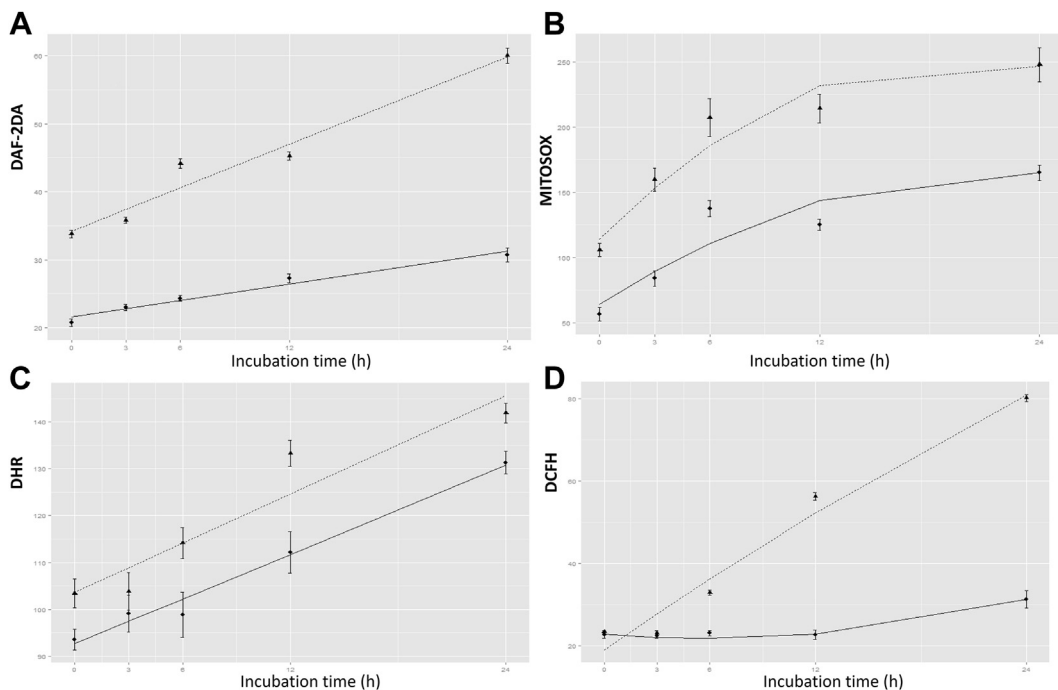 A
DAF-2DA
60
50
40
30
20
0 3 6 12 24
Incubation time (h)
B
MITOSOX
250
200
150
100
50
0 3 6 12 24
Incubation time (h)
C
DHR
140
130
120
110
100
90
0 3 6 12 24
Incubation time (h)
D
DCFH
80
60
40
20
0 3 6 12 24
Incubation time (h)